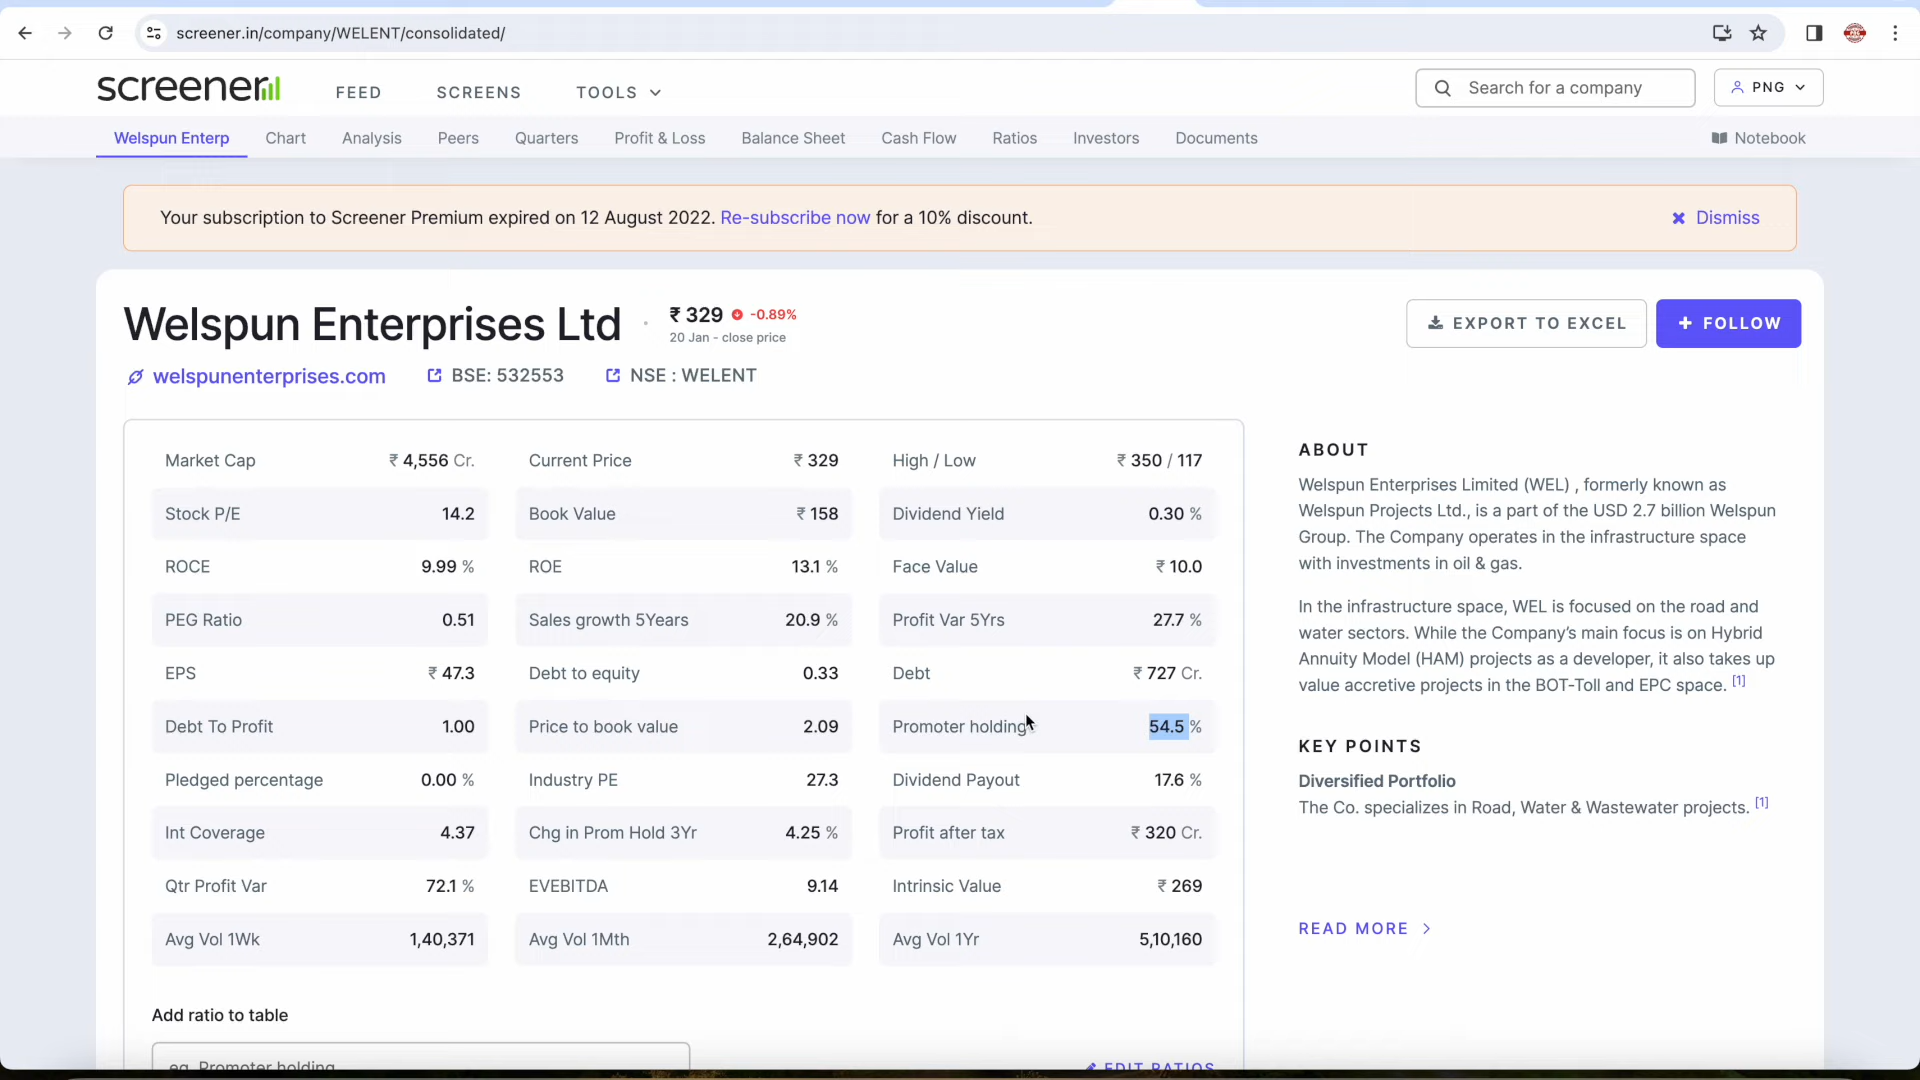 screener.in/company/WELENT/consolidated/
screener
FEED
SCREENS
TOOLS
Search for a company
PNG
Welspun Enterp
Chart
Analysis
Peers
Quarters
Profit & Loss
Balance Sheet
Cash Flow
Ratios
Investors
Documents
Notebook
Your subscription to Screener Premium expired on 12 August 2022. Re-subscribe now for a 10% discount.
Dismiss
Welspun Enterprises Ltd
₹ 329 -0.89%
20 Jan - close price
EXPORT TO EXCEL
+ FOLLOW
welspunenterprises.com
BSE: 532553
NSE : WELENT
Market Cap ₹ 4,556 Cr.
Current Price ₹ 329
High / Low ₹ 350 / 117
Stock P/E 14.2
Book Value ₹ 158
Dividend Yield 0.30 %
ROCE 9.99 %
ROE 13.1 %
Face Value ₹ 10.0
PEG Ratio 0.51
Sales growth 5Years 20.9 %
Profit Var 5Yrs 27.7 %
EPS ₹ 47.3
Debt to equity 0.33
Debt ₹ 727 Cr.
Debt To Profit 1.00
Price to book value 2.09
Promoter holding 54.5 %
Pledged percentage 0.00 %
Industry PE 27.3
Dividend Payout 17.6 %
Int Coverage 4.37
Chg in Prom Hold 3Yr 4.25 %
Profit after tax ₹ 320 Cr.
Qtr Profit Var 72.1 %
EVEBITDA 9.14
Intrinsic Value ₹ 269
Avg Vol 1Wk 1,40,371
Avg Vol 1Mth 2,64,902
Avg Vol 1Yr 5,10,160
Add ratio to table
eg. Promoter holding
EDIT RATIOS
ABOUT
Welspun Enterprises Limited (WEL) , formerly known as
Welspun Projects Ltd., is a part of the USD 2.7 billion Welspun
Group. The Company operates in the infrastructure space
with investments in oil & gas.
In the infrastructure space, WEL is focused on the road and
water sectors. While the Company's main focus is on Hybrid
Annuity Model (HAM) projects as a developer, it also takes up
value accretive projects in the BOT-Toll and EPC space. [1]
KEY POINTS
Diversified Portfolio
The Co. specializes in Road, Water & Wastewater projects. [1]
READ MORE